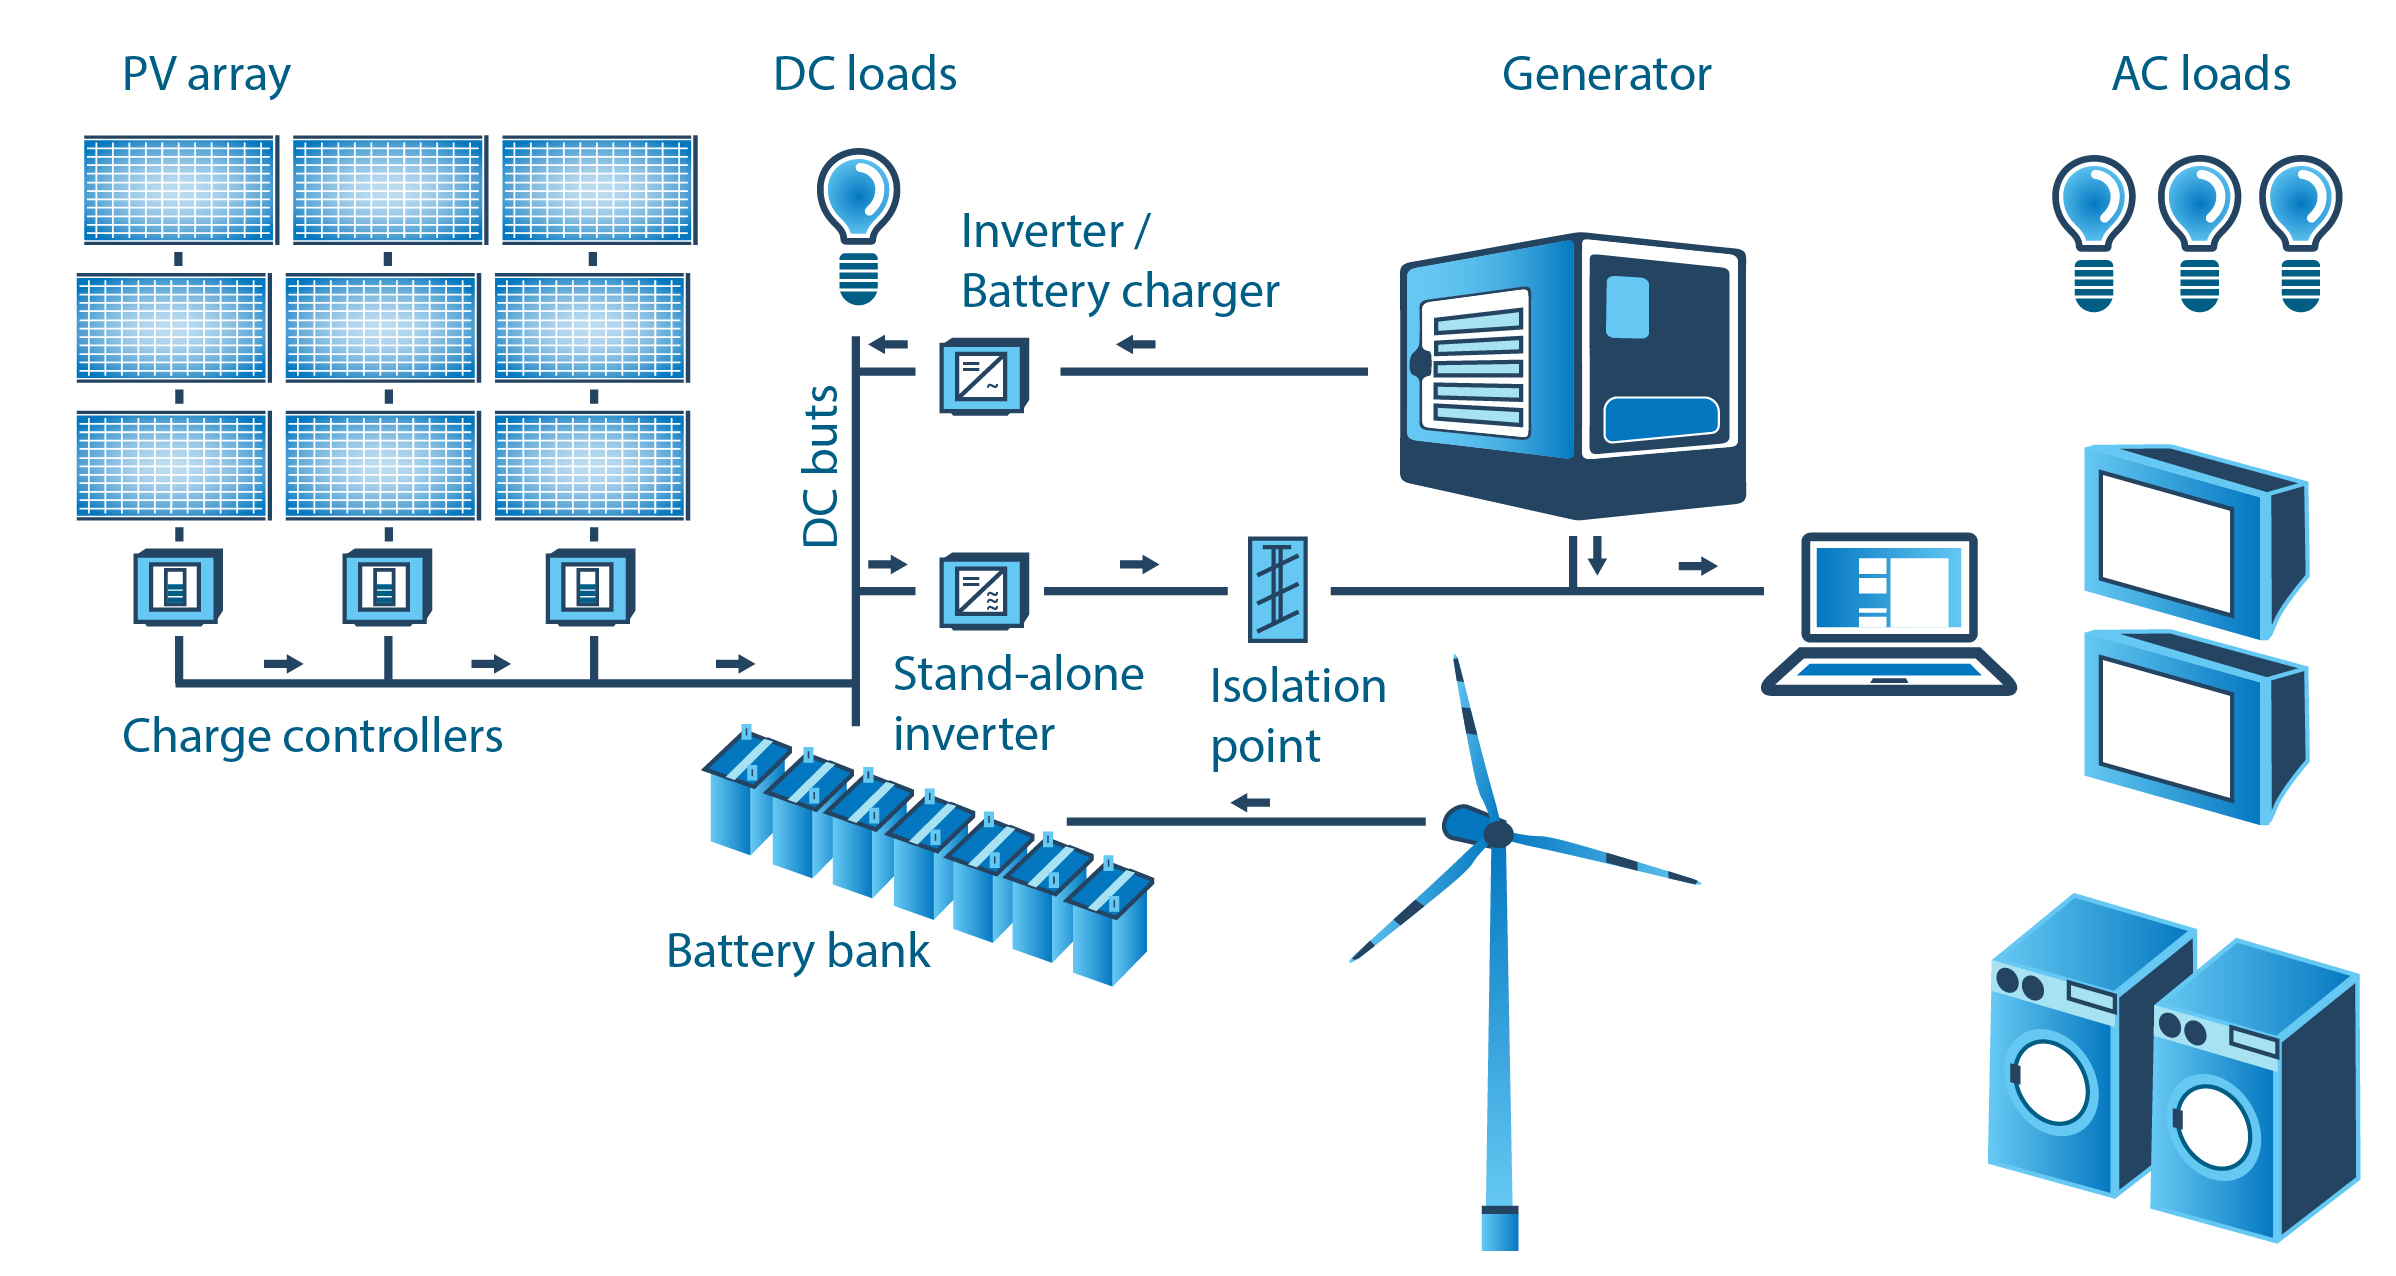 PV array
DC loads
Generator
AC loads
Inverter /
Battery charger
DC buts
Stand-alone
inverter
Isolation
point
Charge controllers
Battery bank